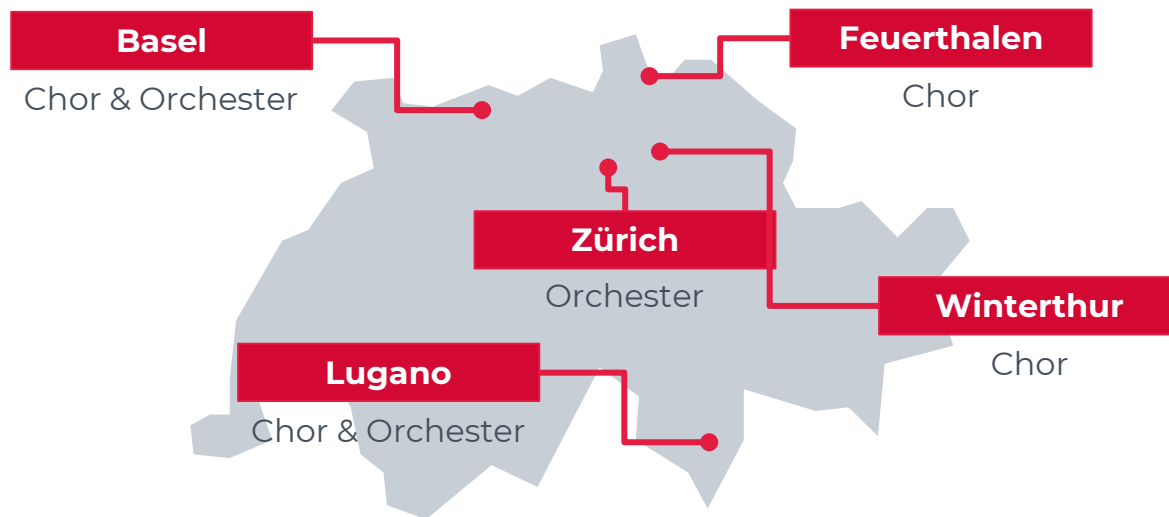 Basel
Chor & Orchester
Feuerthalen
Chor
Zürich
Orchester
Winterthur
Chor
Lugano
Chor & Orchester